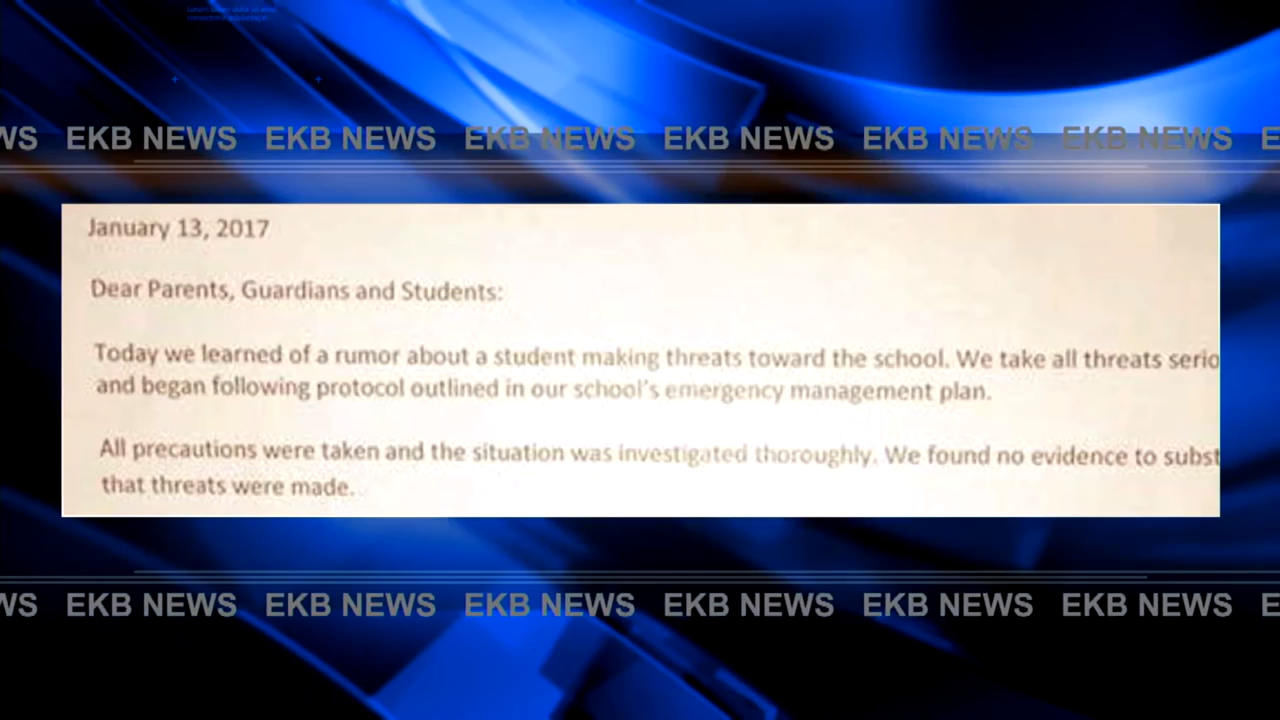 WS EKB NEWS EKB NEWS EKB NEWS EKB NEWS EKB NEWS EKB NEWS E
January 13, 2017
Dear Parents, Guardians and Students:
Today we learned of a rumor about a student making threats toward the school. We take all threats serio
and began following protocol outlined in our school's emergency management plan.
All precautions were taken and the situation was investigated thoroughly. We found no evidence to subst
that threats were made.
WS EKB NEWS EKB NEWS EKB NEWS EKB NEWS EKB NEWS EKB NEWS E